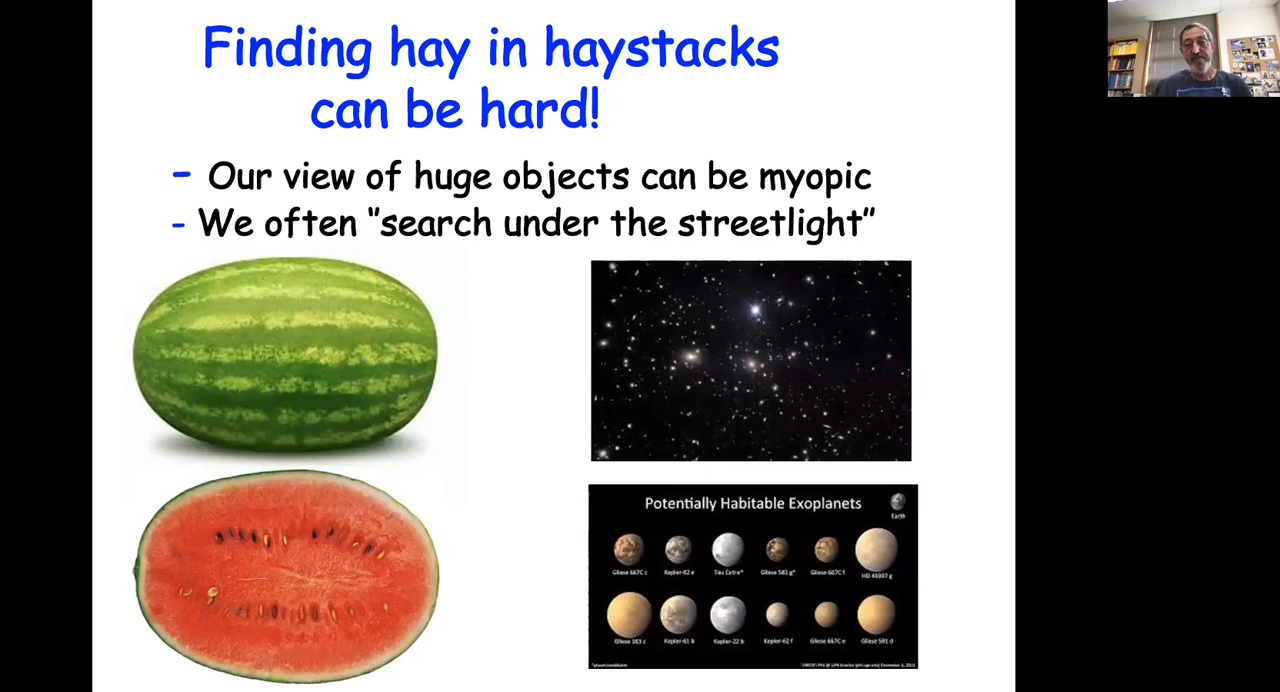 Finding hay in haystacks
can be hard!
- Our view of huge objects can be myopic
- We often "search under the streetlight"
Potentially Habitable Exoplanets
Earth
Gliese 667C c Kepler-62 e Tau Ceti e* Gliese 581 g* Gliese 667C f HD 40307 g
Gliese 163 c Kepler-61 b Kepler-22 b Kepler-62 f Gliese 667C e Gliese 581 d
*planet candidates